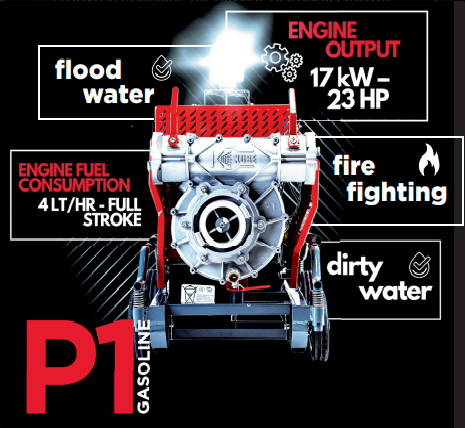 ENGINE
OUTPUT
17 kW –
23 HP
flood
water
KUBE
ENGINE FUEL
CONSUMPTION
4 LT/HR - FULL
STROKE
fire
fighting
dirty
water
P1
GASOLINE